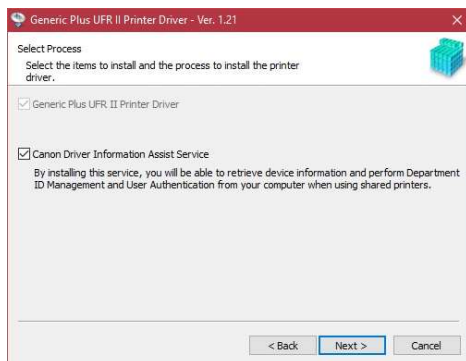 Generic Plus UFR II Printer Driver - Ver. 1.21
Select Process
Select the items to install and the process to install the printer
driver.
Generic Plus UFR II Printer Driver
Canon Driver Information Assist Service
By installing this service, you will be able to retrieve device information and perform Department
ID Management and User Authentication from your computer when using shared printers.
< Back Next > Cancel